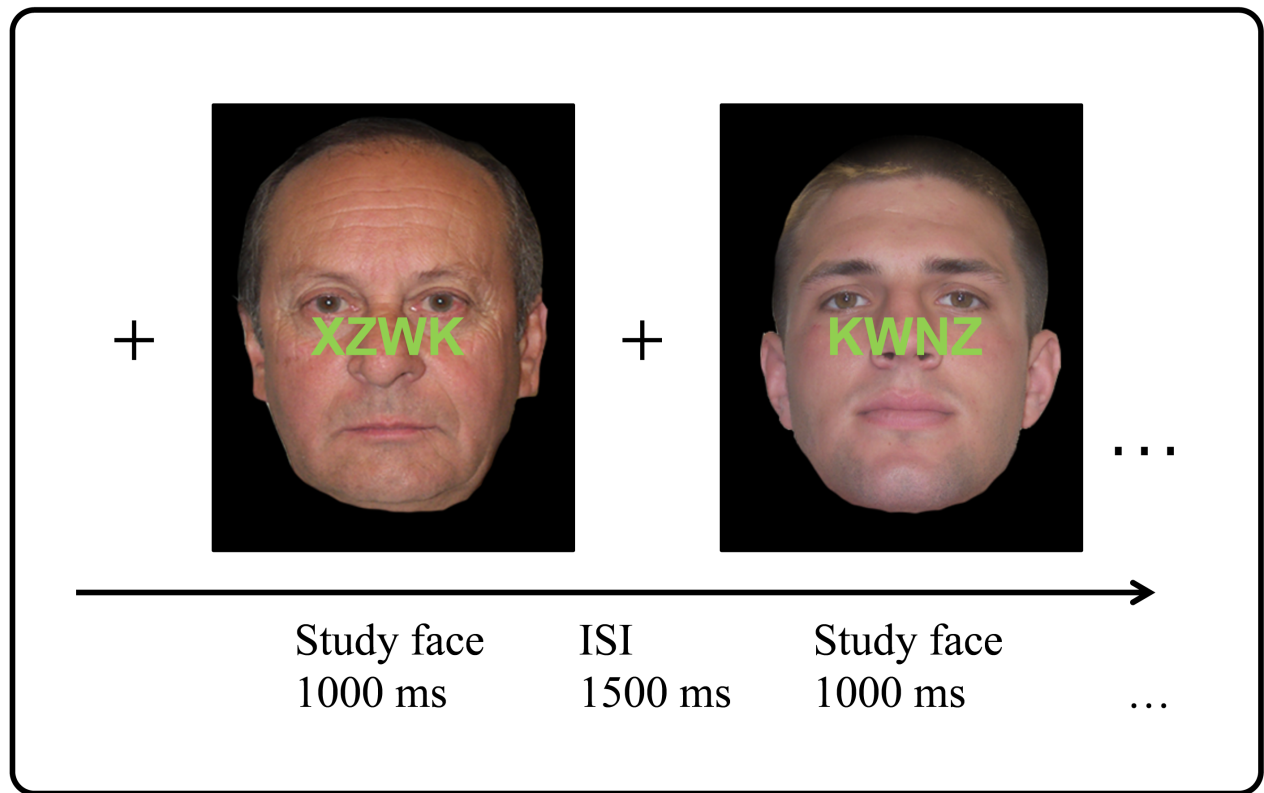 +
XZWK
+
KWNZ
...
Study face
1000 ms
ISI
1500 ms
Study face
1000 ms
...